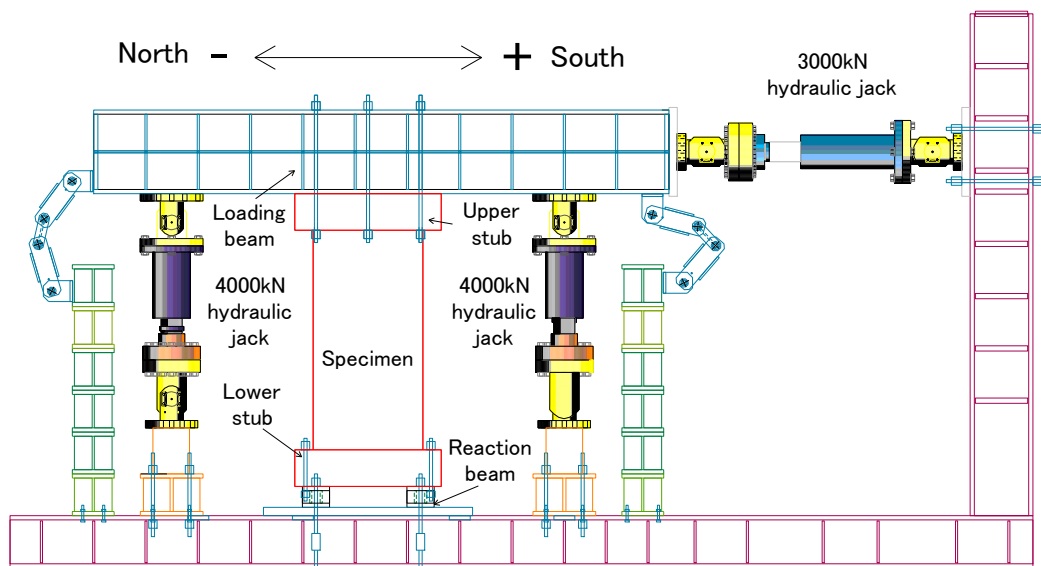 North - + South
3000kN
hydraulic jack
Loading
beam
Upper
stub
4000kN
hydraulic
jack
4000kN
hydraulic
jack
Specimen
Lower
stub
Reaction
beam